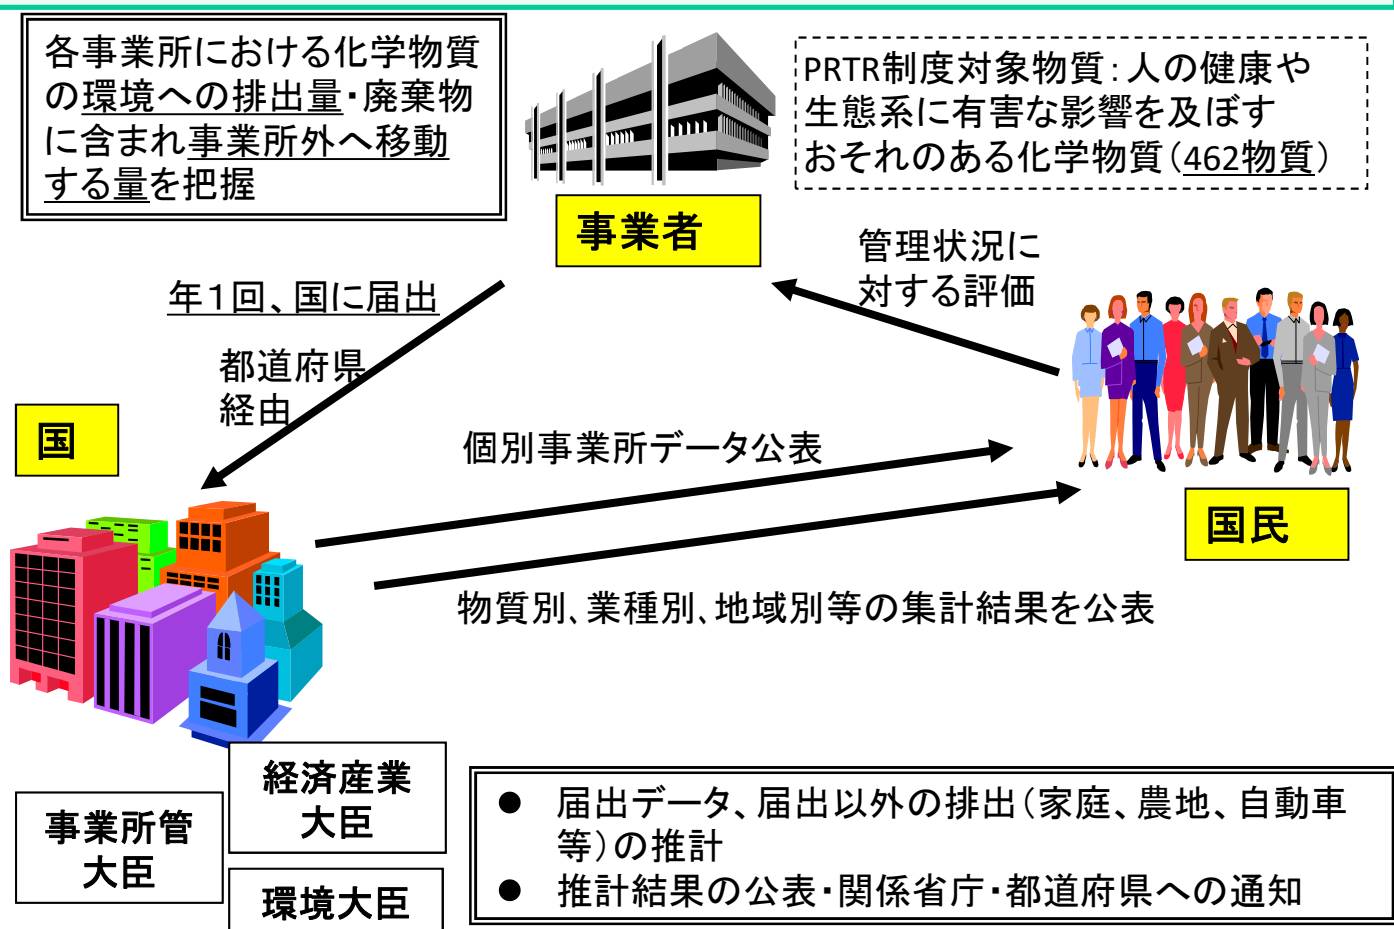 各事業所における化学物質
の環境への排出量・廃棄物
に含まれ事業所外へ移動
する量を把握
PRTR制度対象物質：人の健康や
生態系に有害な影響を及ぼす
おそれのある化学物質（462物質）
事業者
管理状況に
対する評価
年１回、国に届出
都道府県
経由
国
個別事業所データ公表
国民
物質別、業種別、地域別等の集計結果を公表
経済産業
大臣
事業所管
大臣
環境大臣
● 届出データ、届出以外の排出（家庭、農地、自動車
等）の推計
● 推計結果の公表・関係省庁・都道府県への通知